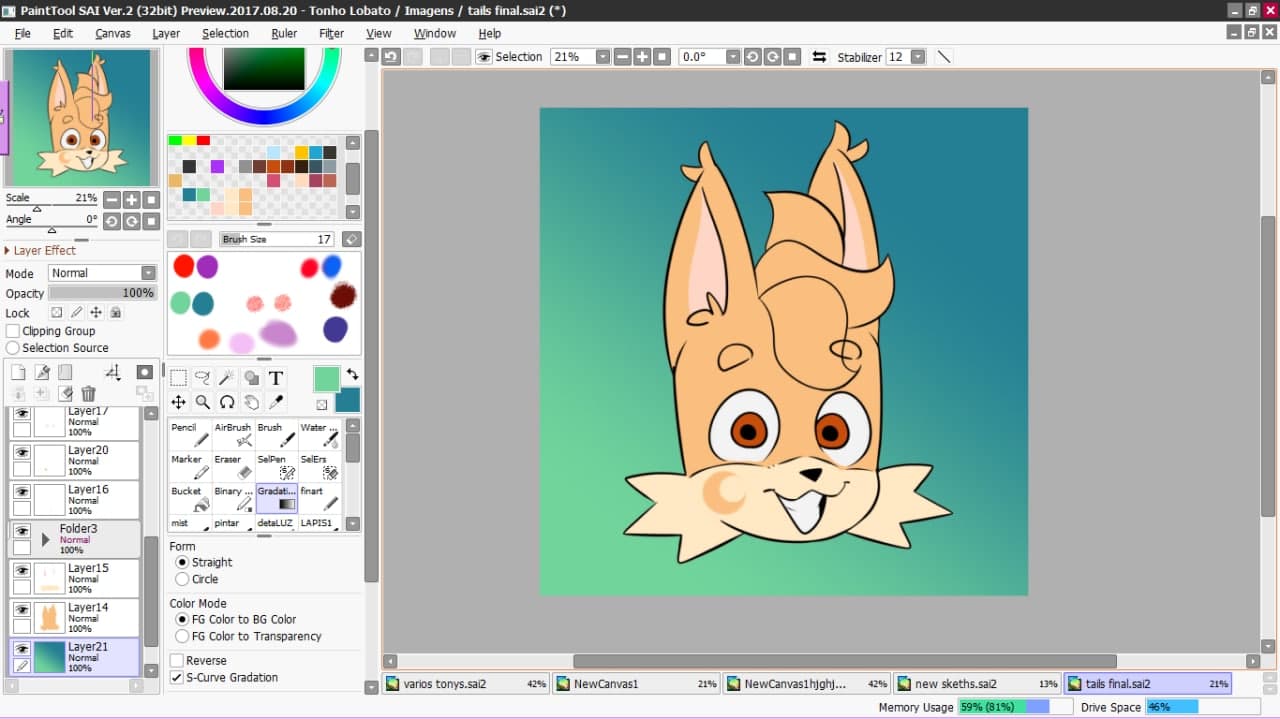 PaintTool SAI Ver.2 (32bit) Preview.2017.08.20 - Tonho Lobato / Imagens / tails final.sai2 (*)
File Edit Canvas Layer Selection Ruler Filter View Window Help
Selection 21% 0.0° Stabilizer 12
Scale 21%
Angle 0°
Layer Effect
Mode Normal
Opacity 100%
Lock
Clipping Group
Selection Source
Layer17
Normal
100%
Layer20
Normal
100%
Layer16
Normal
100%
Folder3
Normal
100%
Layer15
Normal
100%
Layer14
Normal
100%
Layer21
Normal
100%
Brush Size 17
T
Pencil AirBrush Brush Water ...
Marker Eraser SelPen SelErs
Bucket Binary ... Gradati... finart
mist pintar detaLUZ LAPIS1
Form
Straight
Circle
Color Mode
FG Color to BG Color
FG Color to Transparency
Reverse
S-Curve Gradation
varios tonys.sai2 42% NewCanvas1 21% NewCanvas1hjghj... 42% new skeths.sai2 13% tails final.sai2 21%
Memory Usage 59% (81%) Drive Space 46%